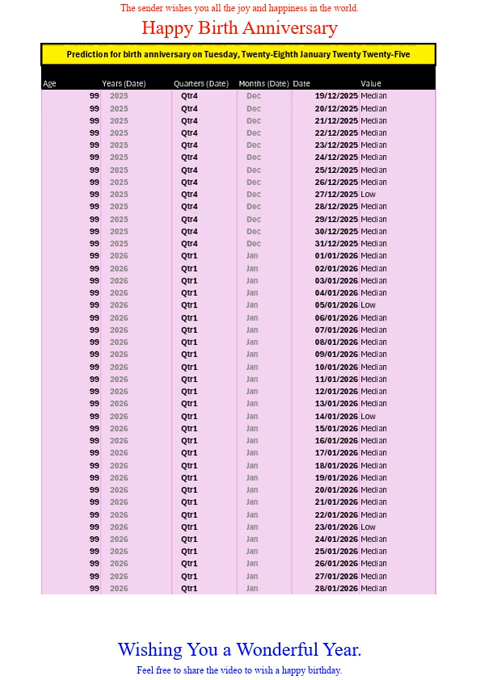 The sender wishes you all the joy and happiness in the world.
Happy Birth Anniversary
Prediction for birth anniversary on Tuesday, Twenty-Eighth January Twenty Twenty-Five
Age Years (Date) Quarters (Date) Months (Date) Date Value
99 2025 Qtr4 Dec 19/12/2025 Median
99 2025 Qtr4 Dec 20/12/2025 Median
99 2025 Qtr4 Dec 21/12/2025 Median
99 2025 Qtr4 Dec 22/12/2025 Median
99 2025 Qtr4 Dec 23/12/2025 Median
99 2025 Qtr4 Dec 24/12/2025 Median
99 2025 Qtr4 Dec 25/12/2025 Median
99 2025 Qtr4 Dec 26/12/2025 Median
99 2025 Qtr4 Dec 27/12/2025 Low
99 2025 Qtr4 Dec 28/12/2025 Median
99 2025 Qtr4 Dec 29/12/2025 Median
99 2025 Qtr4 Dec 30/12/2025 Median
99 2025 Qtr4 Dec 31/12/2025 Median
99 2026 Qtr1 Jan 01/01/2026 Median
99 2026 Qtr1 Jan 02/01/2026 Median
99 2026 Qtr1 Jan 03/01/2026 Median
99 2026 Qtr1 Jan 04/01/2026 Median
99 2026 Qtr1 Jan 05/01/2026 Low
99 2026 Qtr1 Jan 06/01/2026 Median
99 2026 Qtr1 Jan 07/01/2026 Median
99 2026 Qtr1 Jan 08/01/2026 Median
99 2026 Qtr1 Jan 09/01/2026 Median
99 2026 Qtr1 Jan 10/01/2026 Median
99 2026 Qtr1 Jan 11/01/2026 Median
99 2026 Qtr1 Jan 12/01/2026 Median
99 2026 Qtr1 Jan 13/01/2026 Median
99 2026 Qtr1 Jan 14/01/2026 Low
99 2026 Qtr1 Jan 15/01/2026 Median
99 2026 Qtr1 Jan 16/01/2026 Median
99 2026 Qtr1 Jan 17/01/2026 Median
99 2026 Qtr1 Jan 18/01/2026 Median
99 2026 Qtr1 Jan 19/01/2026 Median
99 2026 Qtr1 Jan 20/01/2026 Median
99 2026 Qtr1 Jan 21/01/2026 Median
99 2026 Qtr1 Jan 22/01/2026 Median
99 2026 Qtr1 Jan 23/01/2026 Low
99 2026 Qtr1 Jan 24/01/2026 Median
99 2026 Qtr1 Jan 25/01/2026 Median
99 2026 Qtr1 Jan 26/01/2026 Median
99 2026 Qtr1 Jan 27/01/2026 Median
99 2026 Qtr1 Jan 28/01/2026 Median
Wishing You a Wonderful Year.
Feel free to share the video to wish a happy birthday.